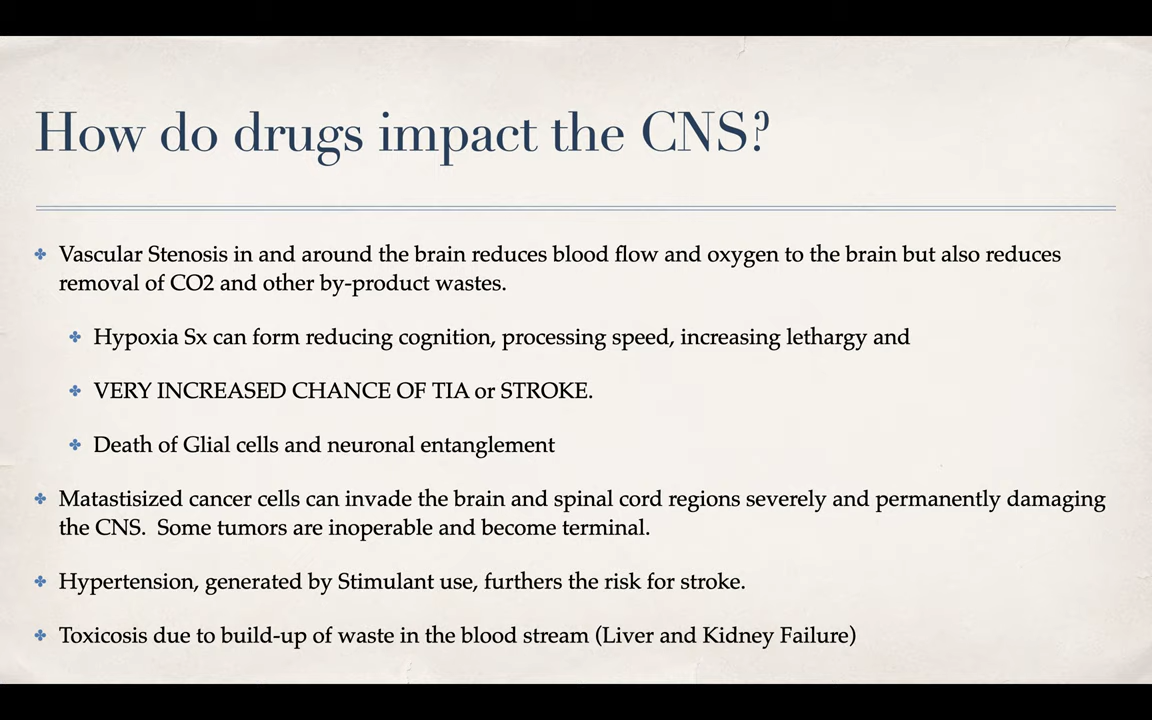 How do drugs impact the CNS?
Vascular Stenosis in and around the brain reduces blood flow and oxygen to the brain but also reduces
removal of CO2 and other by-product wastes.
Hypoxia Sx can form reducing cognition, processing speed, increasing lethargy and
VERY INCREASED CHANCE OF TIA or STROKE.
Death of Glial cells and neuronal entanglement
Matastisized cancer cells can invade the brain and spinal cord regions severely and permanently damaging
the CNS.  Some tumors are inoperable and become terminal.
Hypertension, generated by Stimulant use, furthers the risk for stroke.
Toxicosis due to build-up of waste in the blood stream (Liver and Kidney Failure)